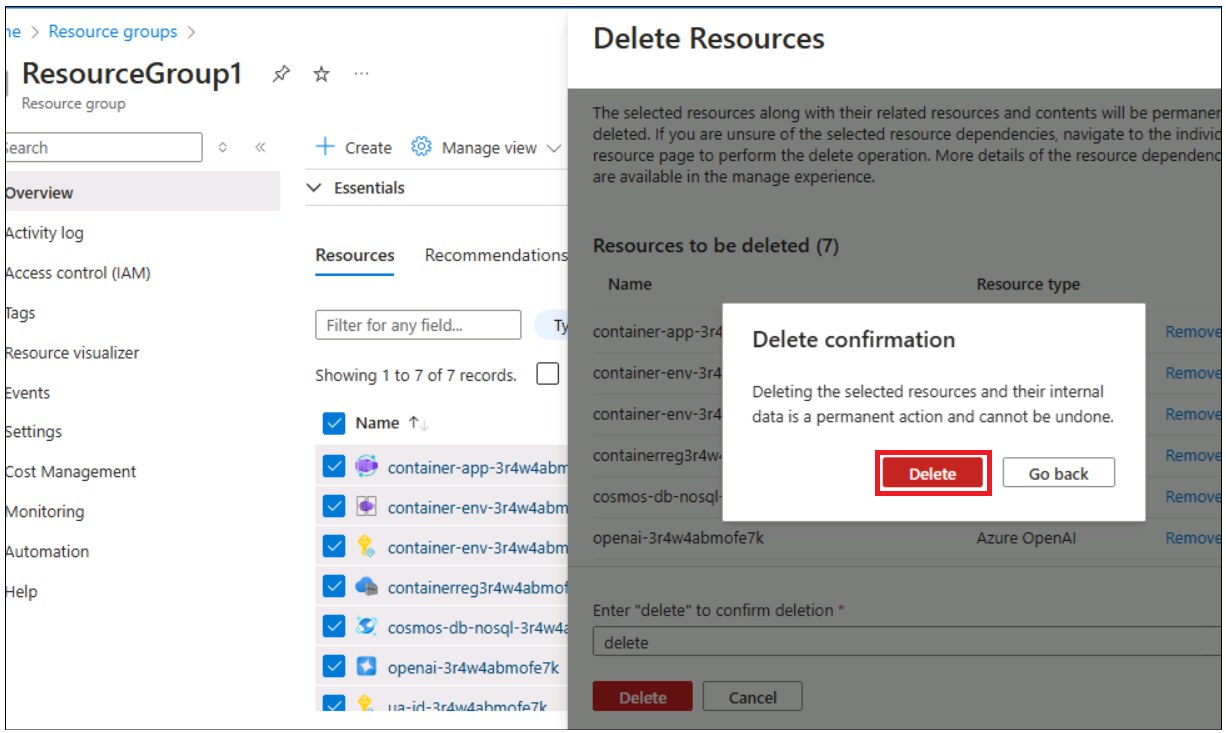 Resource groups
ResourceGroup1
Resource group
Search
Overview
Activity log
Access control (IAM)
Tags
Resource visualizer
Events
Settings
Cost Management
Monitoring
Automation
Help
Create
Manage view
Essentials
Resources
Recommendations
Filter for any field...
Ty
Showing 1 to 7 of 7 records.
Name
container-app-3r4w4abm
container-env-3r4w4abm
container-env-3r4w4abm
containerreg3r4w4abmof
cosmos-db-nosql-3r4w4a
openai-3r4w4abmofe7k
ua-id-3r4w4abmofe7k
Delete Resources
The selected resources along with their related resources and contents will be permaner
deleted. If you are unsure of the selected resource dependencies, navigate to the individ
resource page to perform the delete operation. More details of the resource dependenc
are available in the manage experience.
Resources to be deleted (7)
Name Resource type
container-app-3r4 Remove
container-env-3r4 Remove
container-env-3r4 Remove
containerreg3r4w Remove
cosmos-db-nosql- Remove
openai-3r4w4abmofe7k Azure OpenAI Remove
Delete confirmation
Deleting the selected resources and their internal
data is a permanent action and cannot be undone.
Delete Go back
Enter "delete" to confirm deletion *
delete
Delete Cancel